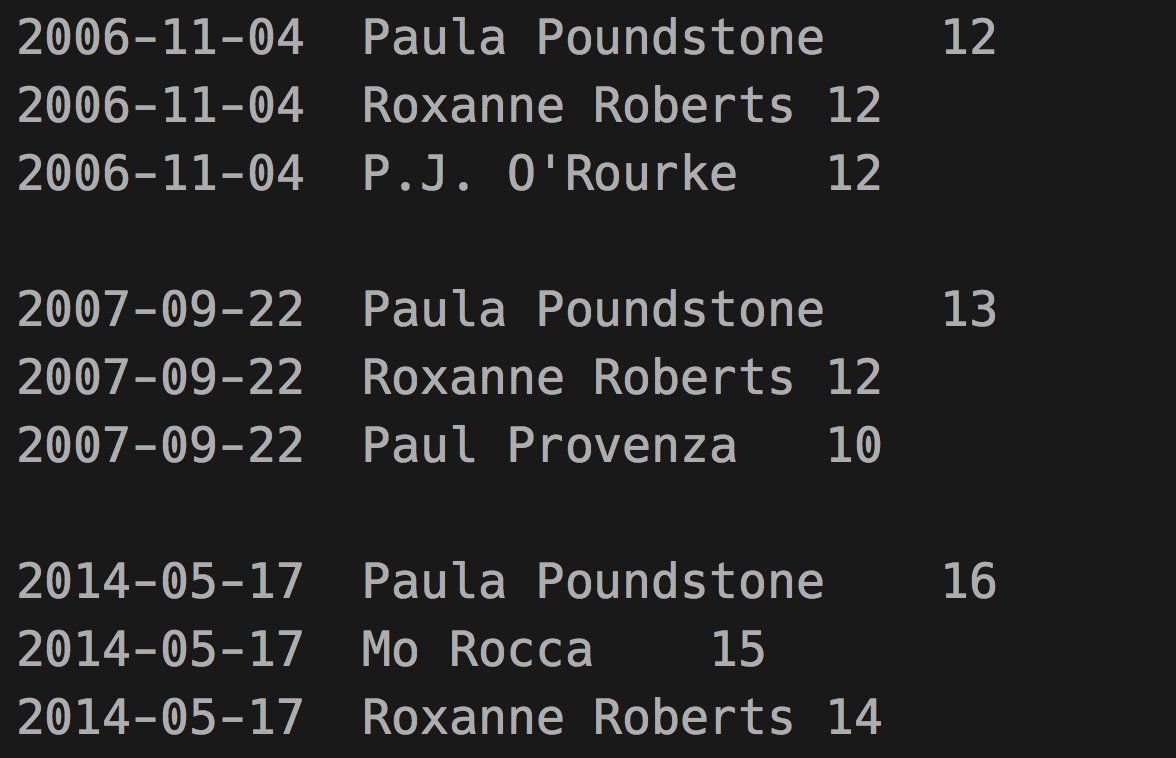 2006-11-04  Paula Poundstone    12
2006-11-04  Roxanne Roberts 12
2006-11-04  P.J. O'Rourke   12
2007-09-22  Paula Poundstone    13
2007-09-22  Roxanne Roberts 12
2007-09-22  Paul Provenza   10
2014-05-17  Paula Poundstone    16
2014-05-17  Mo Rocca    15
2014-05-17  Roxanne Roberts 14